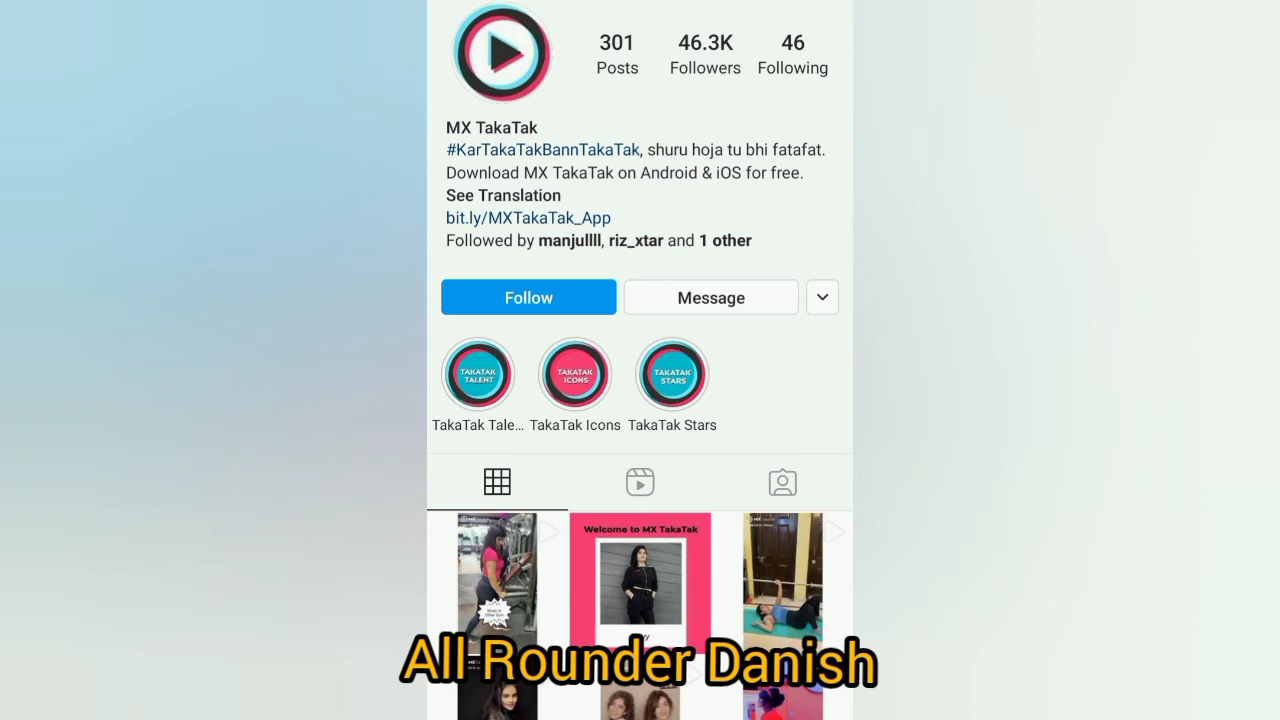 301 46.3K 46
Posts Followers Following
MX TakaTak
#KarTakaTakBannTakaTak, shuru hoja tu bhi fatafat.
Download MX TakaTak on Android & iOS for free.
See Translation
bit.ly/MXTakaTak_App
Followed by manjullll, riz_xtar and 1 other
Follow Message
TAKATAK TAKATAK TAKATAK
TALENT ICONS STARS
TakaTak Tale... TakaTak Icons TakaTak Stars
Welcome to MX TakaTak
All Rounder Danish